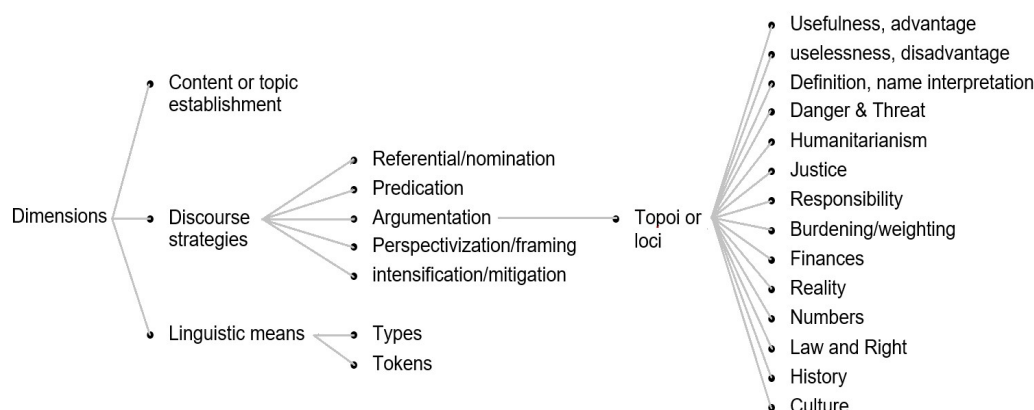 Dimensions
Content or topic
establishment
Discourse
strategies
Linguistic means
Referential/nomination
Predication
Argumentation
Perspectivization/framing
intensification/mitigation
Types
Tokens
Topoi or
loci
Usefulness, advantage
uselessness, disadvantage
Definition, name interpretation
Danger & Threat
Humanitarianism
Justice
Responsibility
Burdening/weighting
Finances
Reality
Numbers
Law and Right
History
Culture